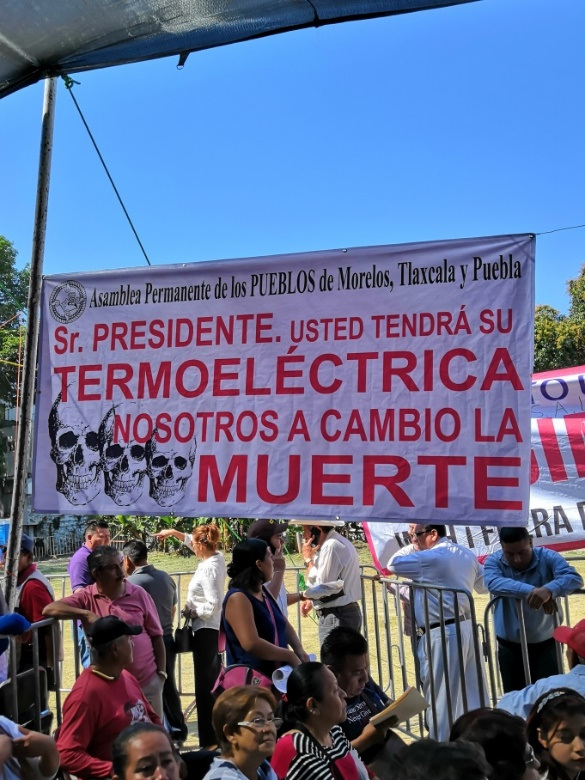 Asamblea Permanente de los PUEBLOS de Morelos, Tlaxcala y Puebla
Sr. PRESIDENTE. USTED TENDRÁ SU
TERMOELÉCTRICA
NOSOTROS A CAMBIO LA
MUERTE